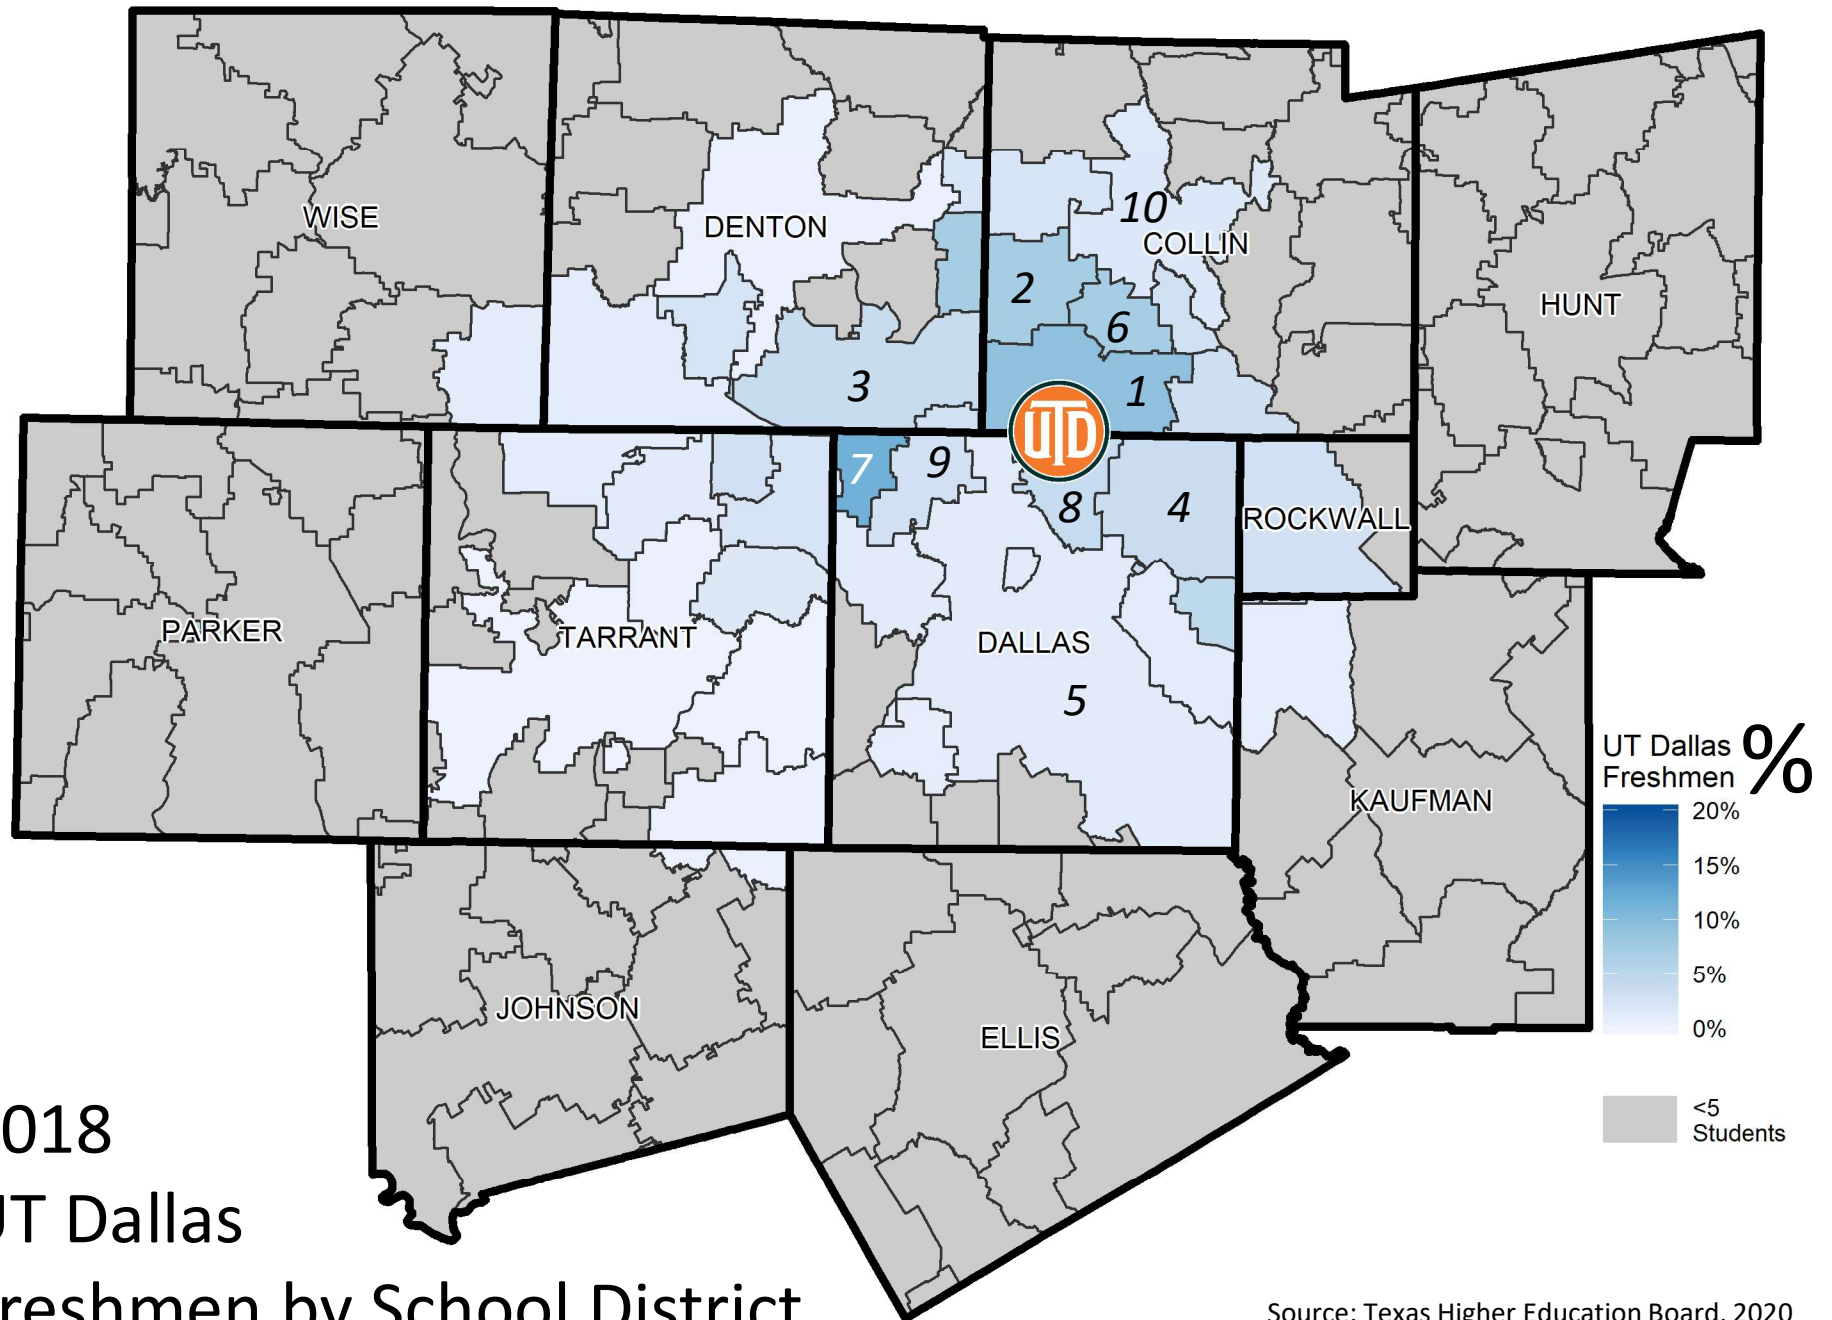 WISE
DENTON
10
COLLIN
2
HUNT
6
3
1
UTD
7
9
8
4
ROCKWALL
PARKER
TARRANT
DALLAS
5
UT Dallas
Freshmen %
20%
15%
10%
5%
0%
KAUFMAN
JOHNSON
ELLIS
<5
Students
018
UT Dallas
reshmen by School District
Source: Texas Higher Education Board, 2020